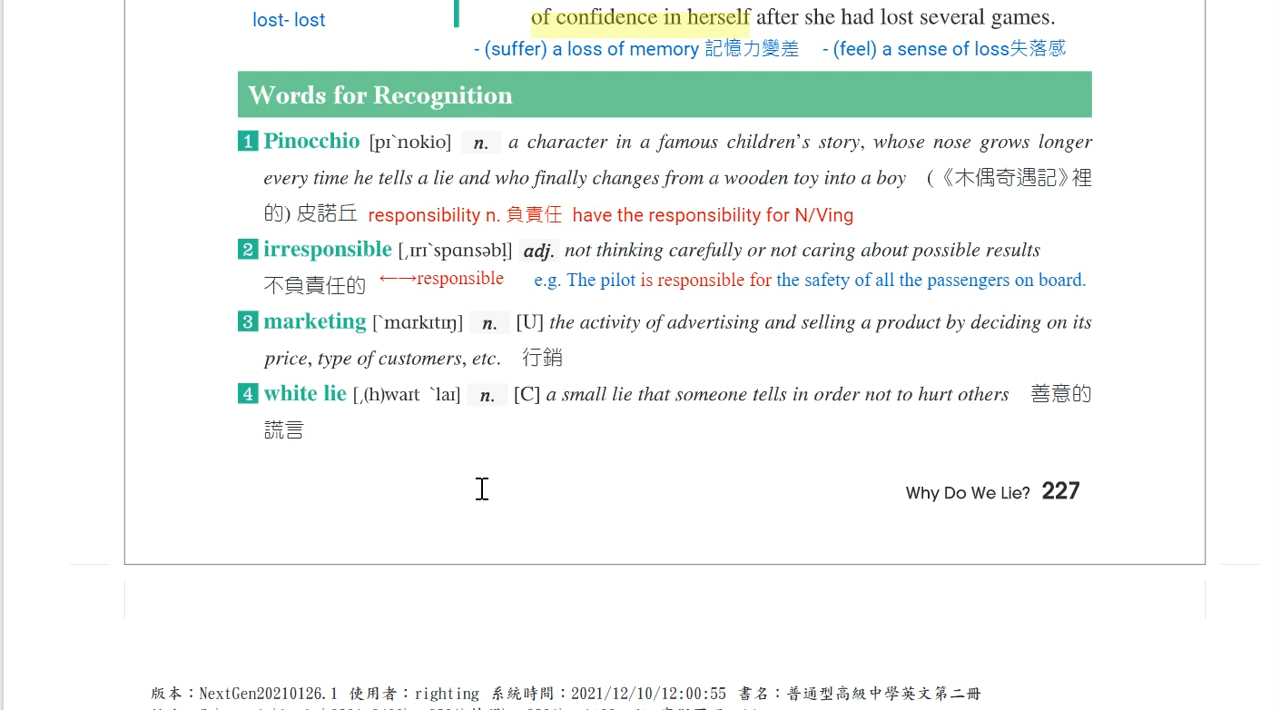 lost- lost
of confidence in herself after she had lost several games.
- (suffer) a loss of memory 記憶力變差 - (feel) a sense of loss失落感
Words for Recognition
1 Pinocchio [pɪˋnokio] n. a character in a famous children's story, whose nose grows longer
every time he tells a lie and who finally changes from a wooden toy into a boy (《木偶奇遇記》裡
的) 皮諾丘 responsibility n. 負責任 have the responsibility for N/Ving
2 irresponsible [ˏɪrɪˋspɑnsəbḷ] adj. not thinking carefully or not caring about possible results
不負責任的 ←→responsible e.g. The pilot is responsible for the safety of all the passengers on board.
3 marketing [ˋmɑrkɪtɪŋ] n. [U] the activity of advertising and selling a product by deciding on its
price, type of customers, etc. 行銷
4 white lie [ˏ(h)waɪt ˋlaɪ] n. [C] a small lie that someone tells in order not to hurt others 善意的
謊言
Why Do We Lie? 227
版本：NextGen20210126.1 使用者：righting 系統時間：2021/12/10/12:00:55 書名：普通型高級中學英文第二冊